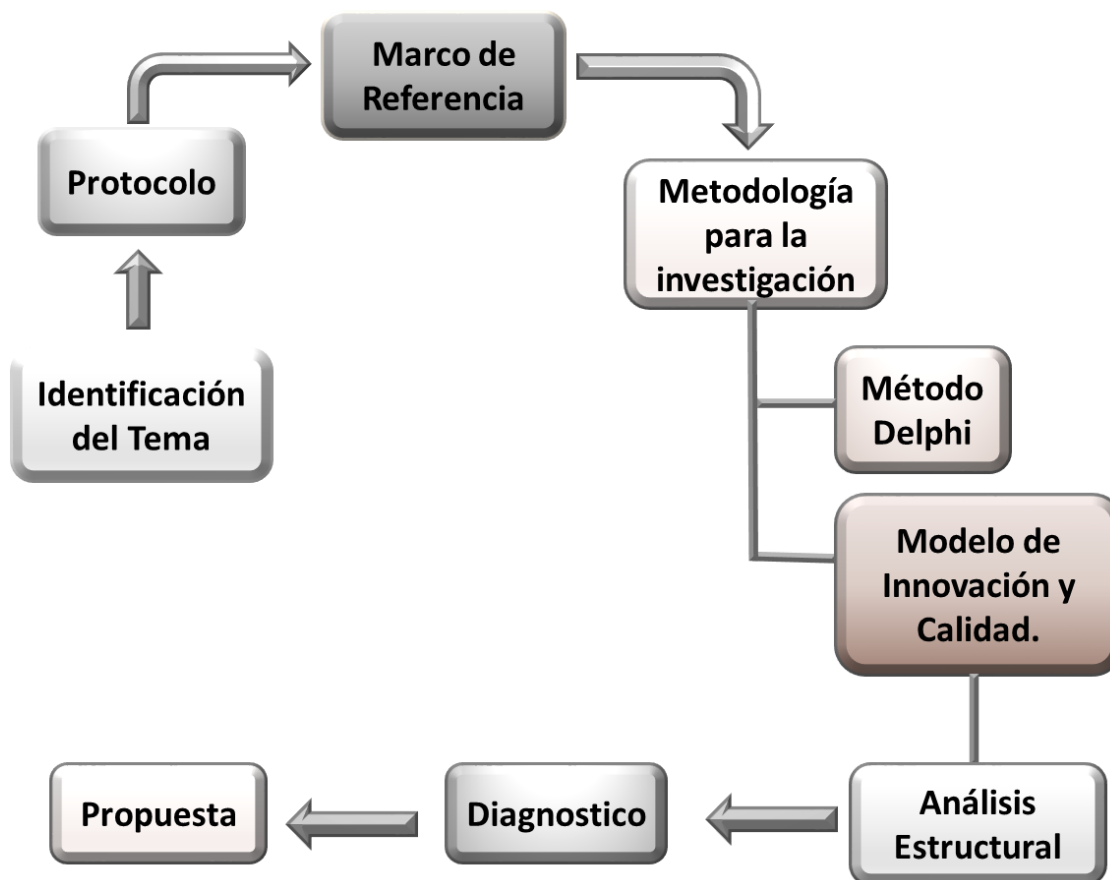 Marco de
Referencia
Protocolo
Metodología
para la
investigación
Identificación
del Tema
Método
Delphi
Modelo de
Innovación y
Calidad.
Análisis
Estructural
Diagnostico
Propuesta